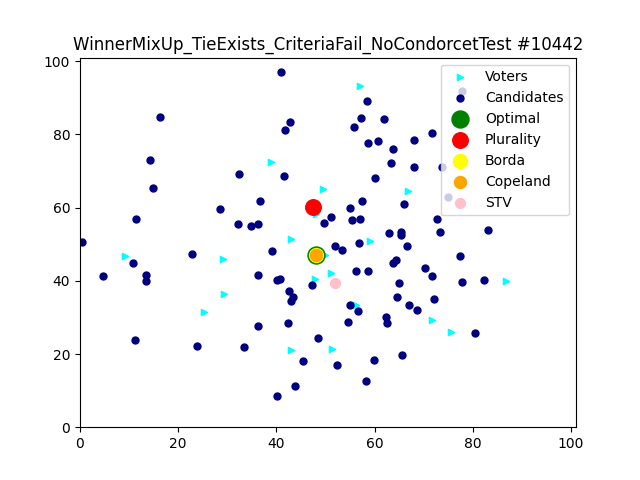 WinnerMixUp_TieExists_CriteriaFail_NoCondorcetTest #10442
100
80
60
40
20
0
0
20
40
60
80
100
Voters
Candidates
Optimal
Plurality
Borda
Copeland
STV